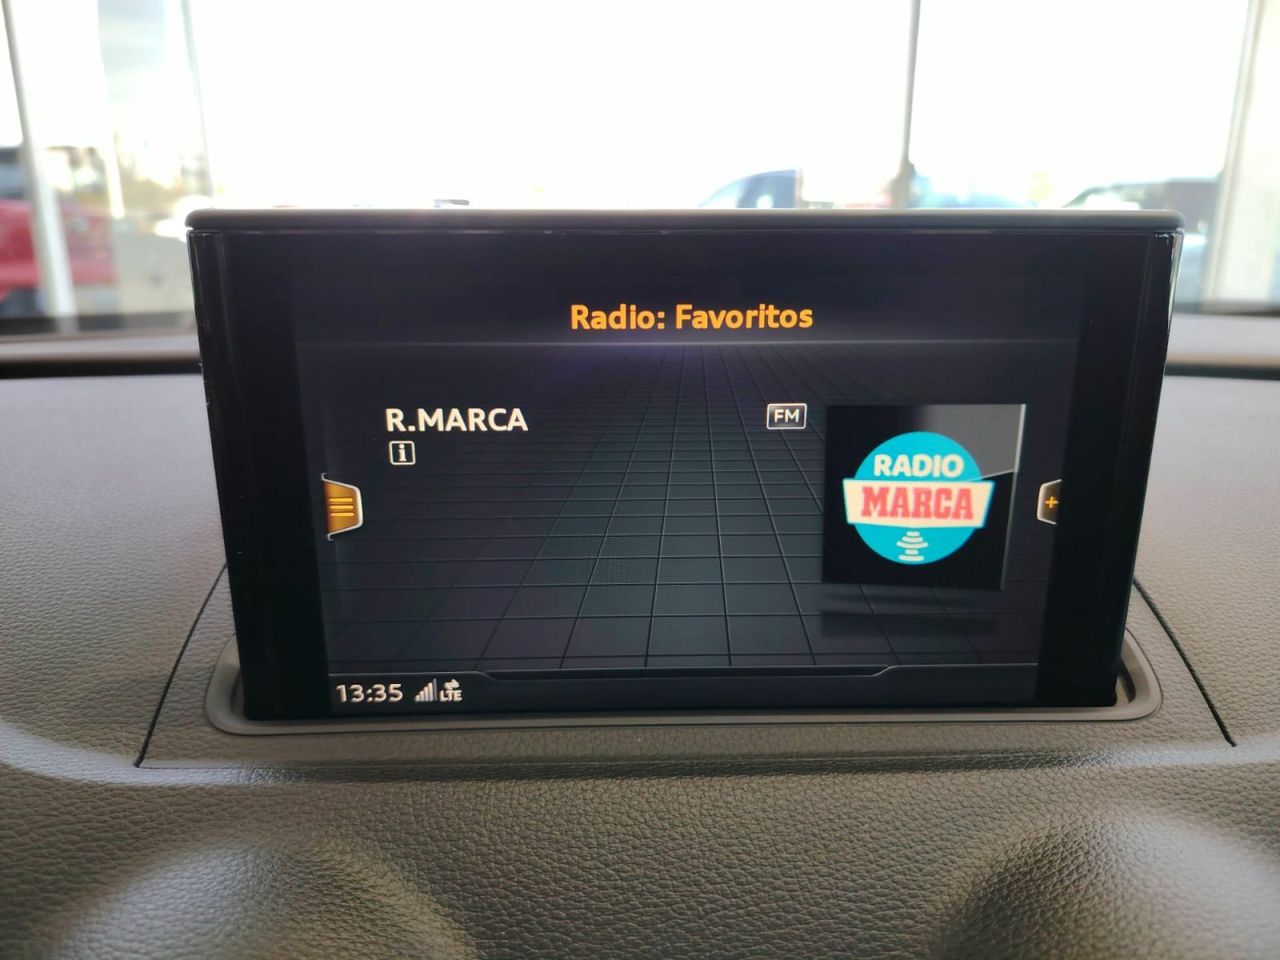 Radio: Favoritos
R.MARCA
FM
i
RADIO
MARCA
13:35 LTE